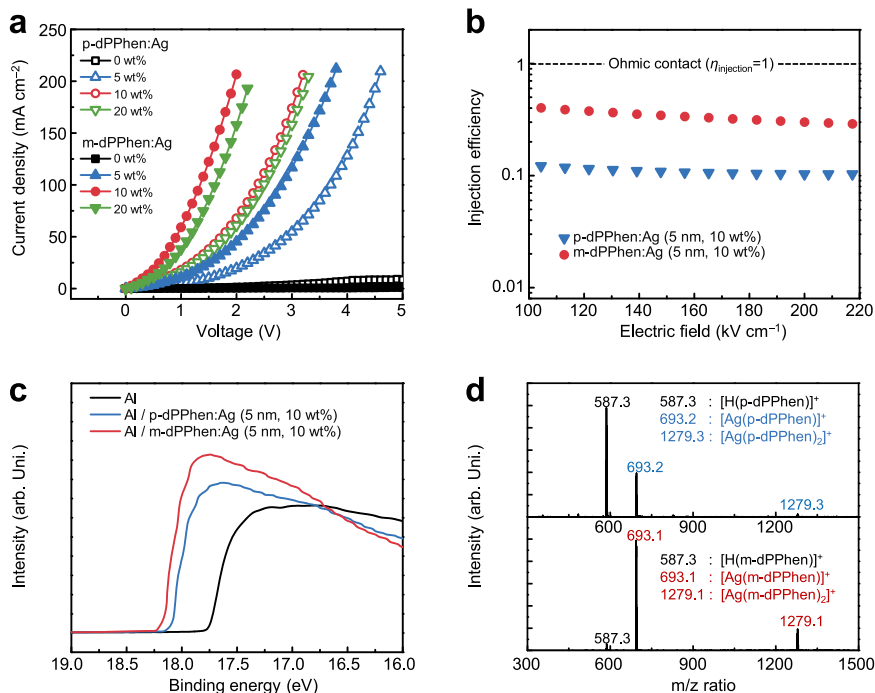 a
p-dPPhen:Ag
0 wt%
5 wt%
10 wt%
20 wt%
m-dPPhen:Ag
0 wt%
5 wt%
10 wt%
20 wt%
Current density (mA cm⁻²)
250
200
150
100
50
0
0 1 2 3 4 5
Voltage (V)
b
Ohmic contact (ηinjection=1)
Injection efficiency
1
0.1
0.01
p-dPPhen:Ag (5 nm, 10 wt%)
m-dPPhen:Ag (5 nm, 10 wt%)
100 120 140 160 180 200 220
Electric field (kV cm⁻¹)
c
Al
Al / p-dPPhen:Ag (5 nm, 10 wt%)
Al / m-dPPhen:Ag (5 nm, 10 wt%)
Intensity (arb. Uni.)
19.0 18.5 18.0 17.5 17.0 16.5 16.0
Binding energy (eV)
d
587.3
693.2
1279.3
587.3 : [H(p-dPPhen)]⁺
693.2 : [Ag(p-dPPhen)]⁺
1279.3 : [Ag(p-dPPhen)₂]⁺
600 900 1200
693.1
587.3
1279.1
587.3 : [H(m-dPPhen)]⁺
693.1 : [Ag(m-dPPhen)]⁺
1279.1 : [Ag(m-dPPhen)₂]⁺
Intensity (arb. Uni.)
300 600 900 1200 1500
m/z ratio